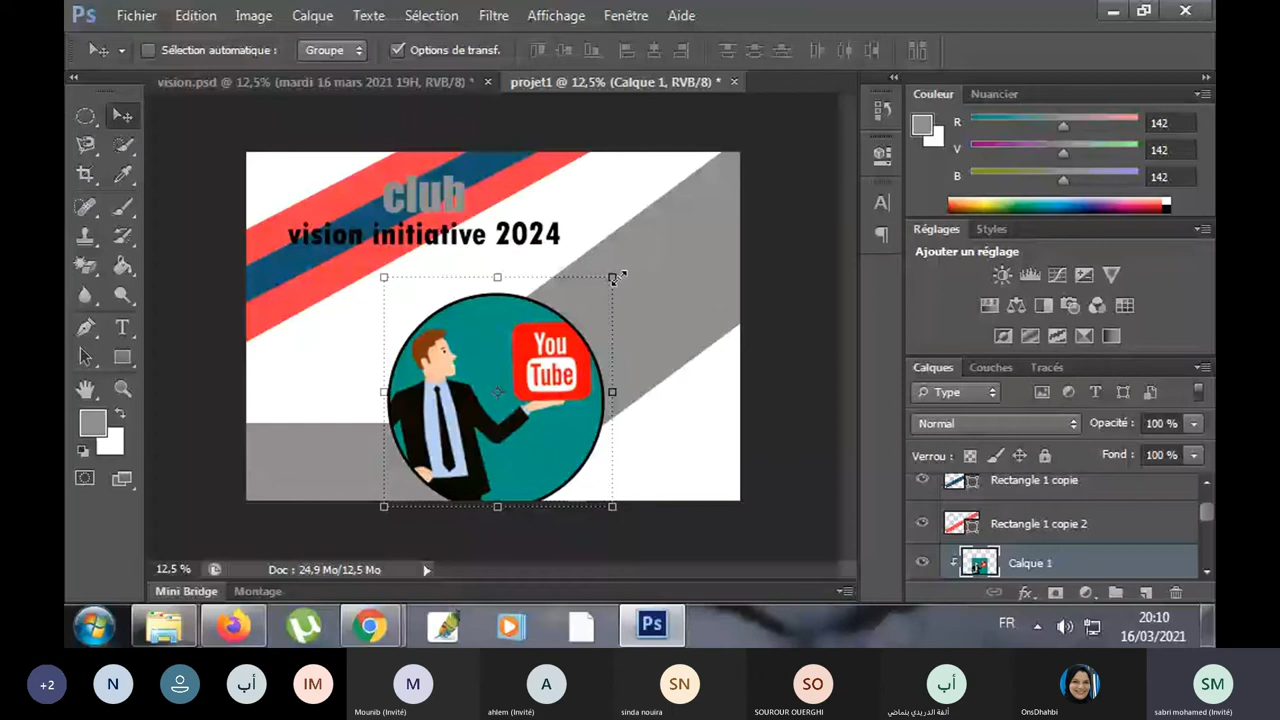 Ps Fichier Edition Image Calque Texte Sélection Filtre Affichage Fenêtre Aide
Sélection automatique : Groupe Options de transf.
vision.psd @ 12,5% (mardi 16 mars 2021 19H, RVB/8) * × projet1 @ 12,5% (Calque 1, RVB/8) * ×
club
vision initiative 2024
You
Tube
12,5 % Doc : 24,9 Mo/12,5 Mo
Mini Bridge Montage
Couleur Nuancier
R 142
V 142
B 142
Réglages Styles
Ajouter un réglage
Calques Couches Tracés
Type
Normal Opacité : 100 %
Verrou : Fond : 100 %
Rectangle 1 copie
Rectangle 1 copie 2
Calque 1
fx
Ps FR 20:10
16/03/2021
+2 N أب IM M A SN SO أب SM
Mounib (Invité) ahlem (Invité) sinda nouira SOUROUR OUERGHI ألفة الدريدي بنماضي OnsDhahbi sabri mohamed (Invité)